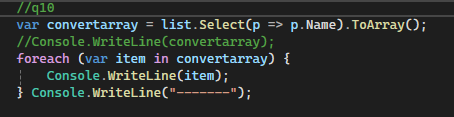 //q10
var convertarray = list.Select(p => p.Name).ToArray();
//Console.WriteLine(convertarray);
foreach (var item in convertarray) {
    Console.WriteLine(item);
} Console.WriteLine("-------");